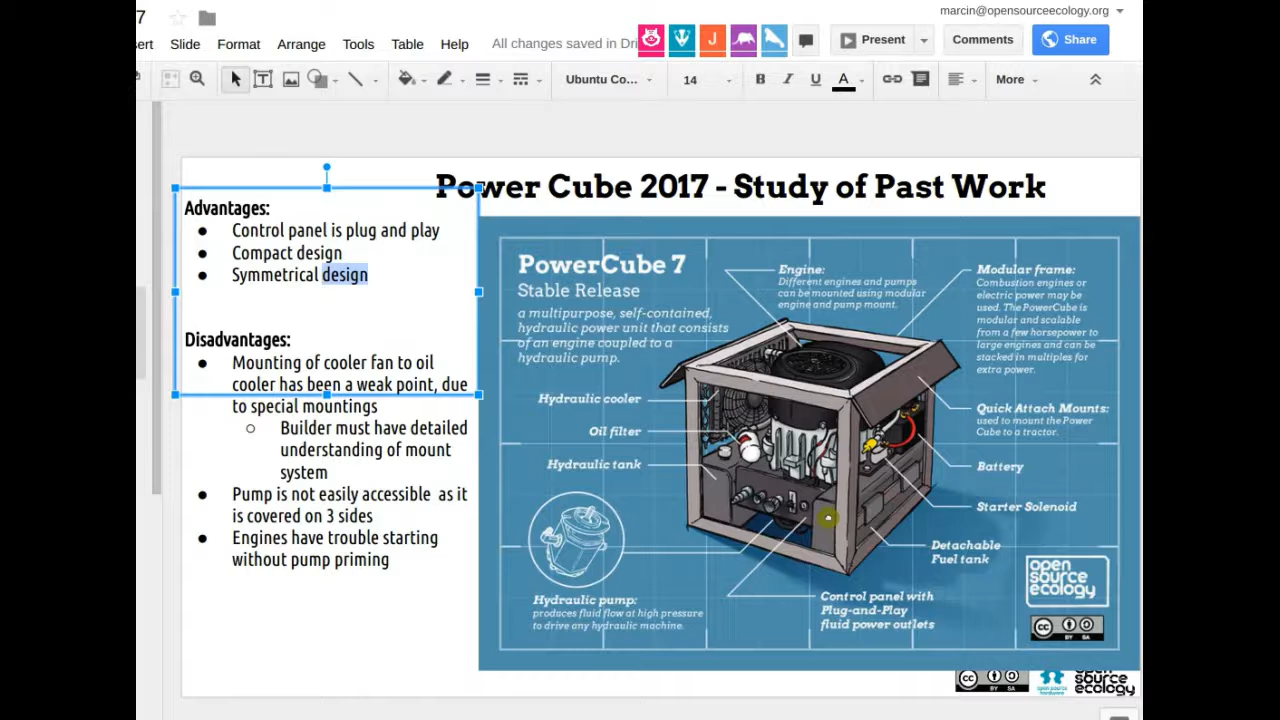 7
marcin@opensourceecology.org
ert Slide Format Arrange Tools Table Help All changes saved in Dri J Present Comments Share
Ubuntu Co... 14 B I U A More
Power Cube 2017 - Study of Past Work
Advantages:
● Control panel is plug and play
● Compact design
● Symmetrical design
Disadvantages:
● Mounting of cooler fan to oil
cooler has been a weak point, due
to special mountings
○ Builder must have detailed
understanding of mount
system
● Pump is not easily accessible as it
is covered on 3 sides
● Engines have trouble starting
without pump priming
PowerCube 7
Stable Release
a multipurpose, self-contained,
hydraulic power unit that consists
of an engine coupled to a
hydraulic pump.
Engine:
Different engines and pumps
can be mounted using modular
engine and pump mount.
Modular frame:
Combustion engines or
electric power may be
used. The PowerCube is
modular and scalable
from a few horsepower to
large engines and can be
stacked in multiples for
extra power.
Hydraulic cooler
Oil filter
Hydraulic tank
Quick Attach Mounts:
used to mount the Power
Cube to a tractor.
Battery
Starter Solenoid
Detachable
Fuel tank
Hydraulic pump:
produces fluid flow at high pressure
to drive any hydraulic machine.
Control panel with
Plug-and-Play
fluid power outlets
open
source
ecology
CC BY SA
CC BY SA
open
source
ecology